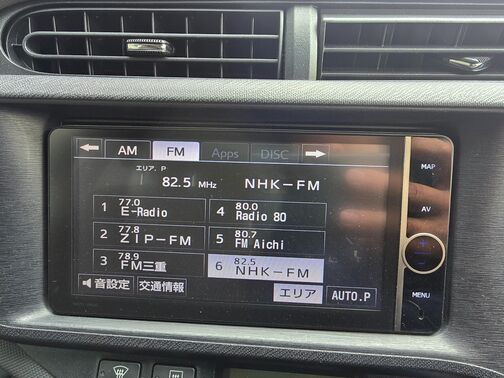 AM FM Apps DISC
エリア.P
82.5 MHz NHK-FM
1 77.0 E-Radio
4 80.0 Radio 80
2 77.8 ZIP-FM
5 80.7 FM Aichi
3 78.9 FM三重
6 82.5 NHK-FM
音設定 交通情報 エリア AUTO.P
MAP
AV
+
-
MENU